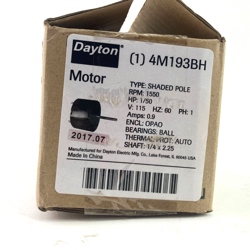 Dayton
(1) 4M193BH
Motor
TYPE: SHADED POLE
RPM: 1550
HP: 1/50
V: 115 HZ: 60 PH: 1
Amps: 0.9
ENCL: OPAO
BEARINGS: BALL
THERMAL PROT: AUTO
SHAFT: 1/4 x 2.25
2017.07
Manufactured for Dayton Electric Mfg. Co., Lake Forest, IL 60045 USA
Made in China